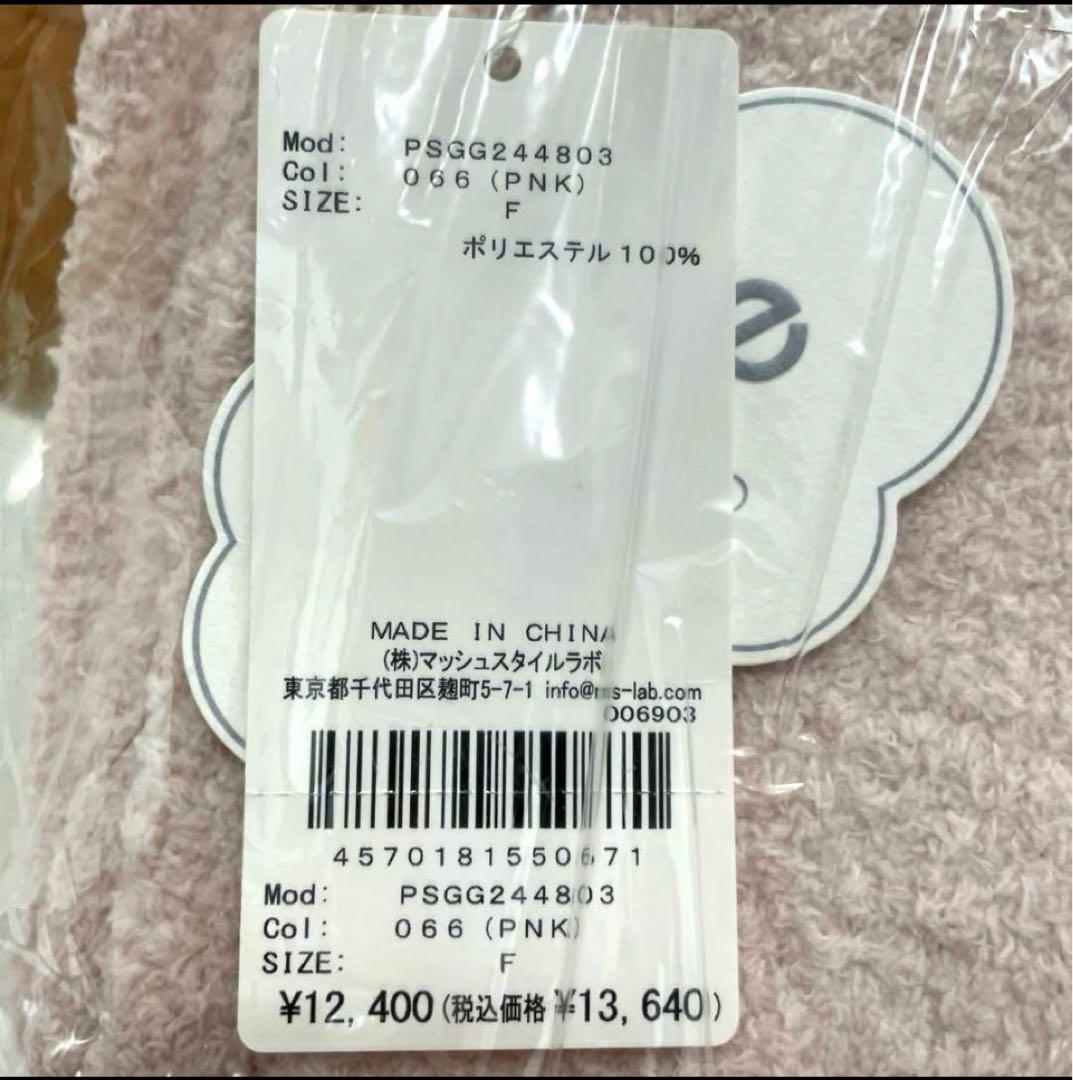 Mod: PSGG244803
Col: 066 (PNK)
SIZE: F
ポリエステル 100%
e
MADE IN CHINA
(株)マッシュスタイルラボ
東京都千代田区麹町5-7-1 info@ms-lab.com
006903
4570181550671
Mod: PSGG244803
Col: 066 (PNK)
SIZE: F
¥12,400(税込価格 ¥13,640)